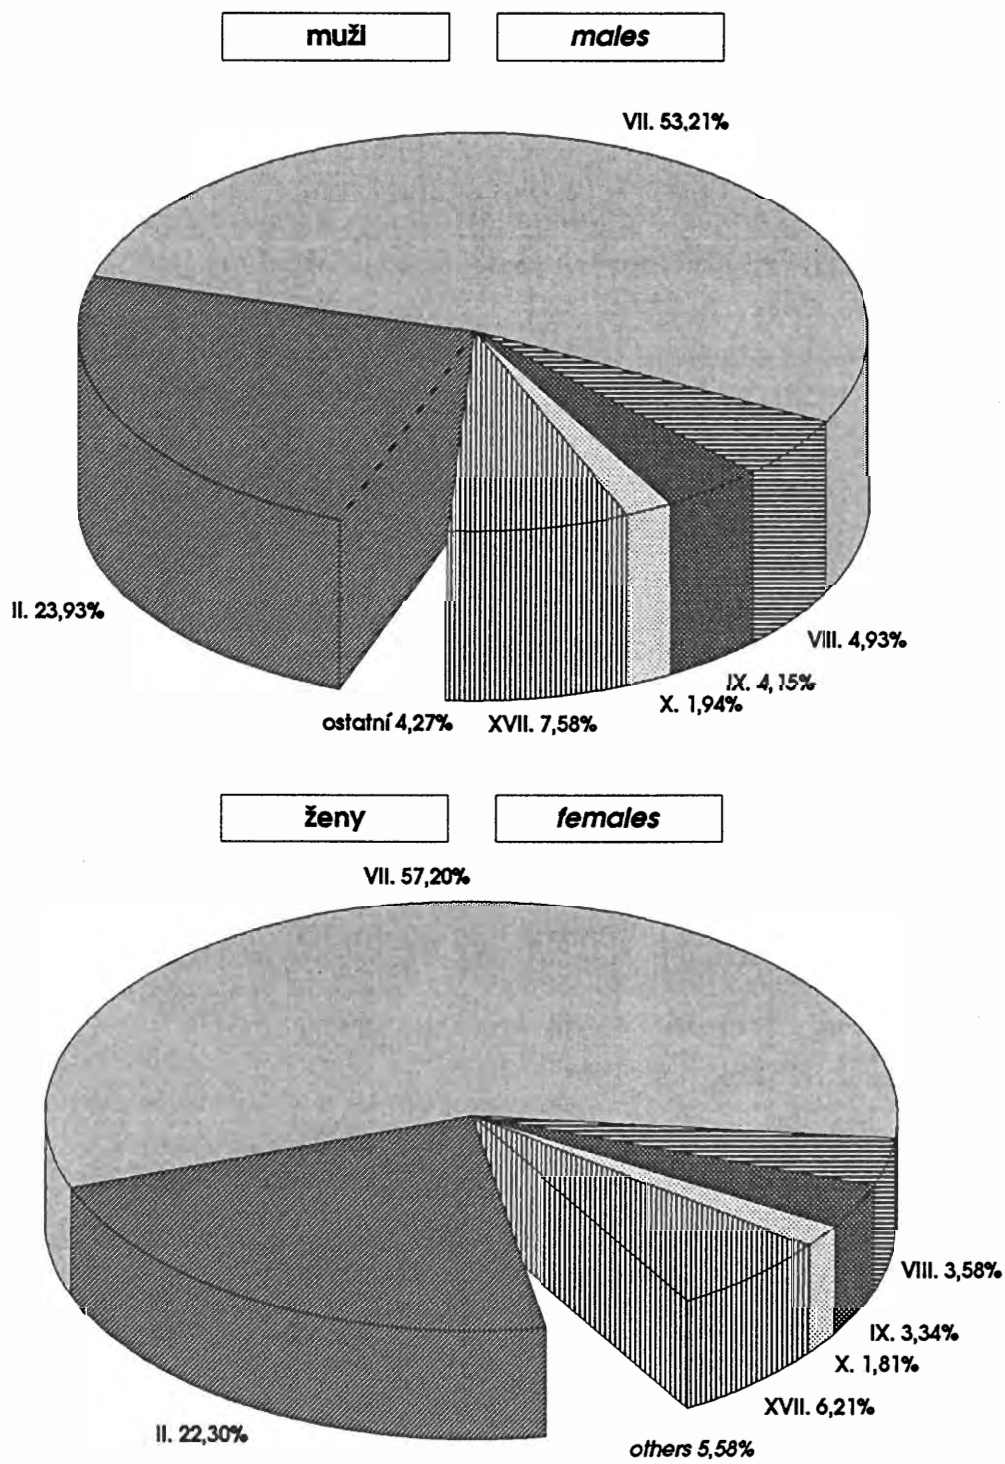 muži
males
VII. 53,21%
II. 23,93%
VIII. 4,93%
IX. 4,15%
X. 1,94%
ostatní 4,27%
XVII. 7,58%
ženy
females
VII. 57,20%
VIII. 3,58%
IX. 3,34%
X. 1,81%
XVII. 6,21%
II. 22,30%
others 5,58%